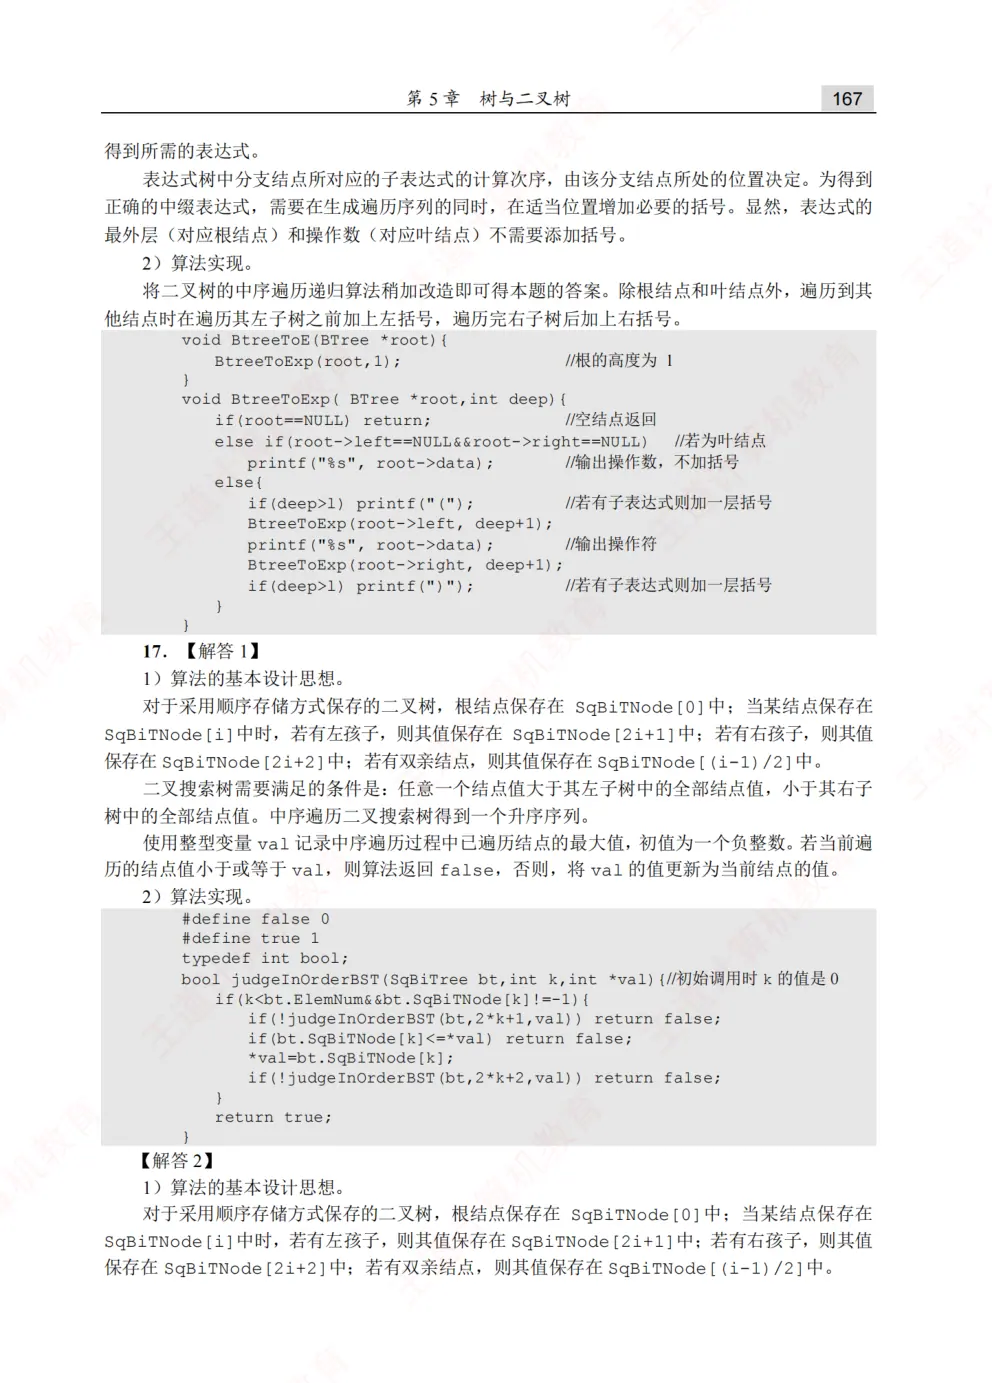 第 5 章 树与二叉树 167
得到所需的表达式。
表达式树中分支结点所对应的子表达式的计算次序，由该分支结点所处的位置决定。为得到
正确的中缀表达式，需要在生成遍历序列的同时，在适当位置增加必要的括号。显然，表达式的
最外层（对应根结点）和操作数（对应叶结点）不需要添加括号。
2）算法实现。
将二叉树的中序遍历递归算法稍加改造即可得本题的答案。除根结点和叶结点外，遍历到其
他结点时在遍历其左子树之前加上左括号，遍历完右子树后加上右括号。
void BtreeToE(BTree *root){
BtreeToExp(root,1); //根的高度为 1
}
void BtreeToExp( BTree *root,int deep){
if(root==NULL) return; //空结点返回
else if(root->left==NULL&&root->right==NULL) //若为叶结点
printf("%s", root->data); //输出操作数，不加括号
else{
if(deep>1) printf("("); //若有子表达式则加一层括号
BtreeToExp(root->left, deep+1);
printf("%s", root->data); //输出操作符
BtreeToExp(root->right, deep+1);
if(deep>1) printf(")"); //若有子表达式则加一层括号
}
}
17. 【解答 1】
1）算法的基本设计思想。
对于采用顺序存储方式保存的二叉树，根结点保存在 SqBiTNode[0]中；当某结点保存在
SqBiTNode[i]中时，若有左孩子，则其值保存在 SqBiTNode[2i+1]中；若有右孩子，则其值
保存在 SqBiTNode[2i+2]中；若有双亲结点，则其值保存在 SqBiTNode[(i-1)/2]中。
二叉搜索树需要满足的条件是：任意一个结点值大于其左子树中的全部结点值，小于其右子
树中的全部结点值。中序遍历二叉搜索树得到一个升序序列。
使用整型变量 val 记录中序遍历过程中已遍历结点的最大值，初值为一个负整数。若当前遍
历的结点值小于或等于 val，则算法返回 false，否则，将 val 的值更新为当前结点的值。
2）算法实现。
#define false 0
#define true 1
typedef int bool;
bool judgeInOrderBST(SqBiTree bt,int k,int *val){//初始调用时 k 的值是 0
if(k<bt.ElemNum&&bt.SqBiTNode[k]!=-1){
if(!judgeInOrderBST(bt,2*k+1,val)) return false;
if(bt.SqBiTNode[k]<=*val) return false;
*val=bt.SqBiTNode[k];
if(!judgeInOrderBST(bt,2*k+2,val)) return false;
}
return true;
}
【解答 2】
1）算法的基本设计思想。
对于采用顺序存储方式保存的二叉树，根结点保存在 SqBiTNode[0]中；当某结点保存在
SqBiTNode[i]中时，若有左孩子，则其值保存在 SqBiTNode[2i+1]中；若有右孩子，则其值
保存在 SqBiTNode[2i+2]中；若有双亲结点，则其值保存在 SqBiTNode[(i-1)/2]中。